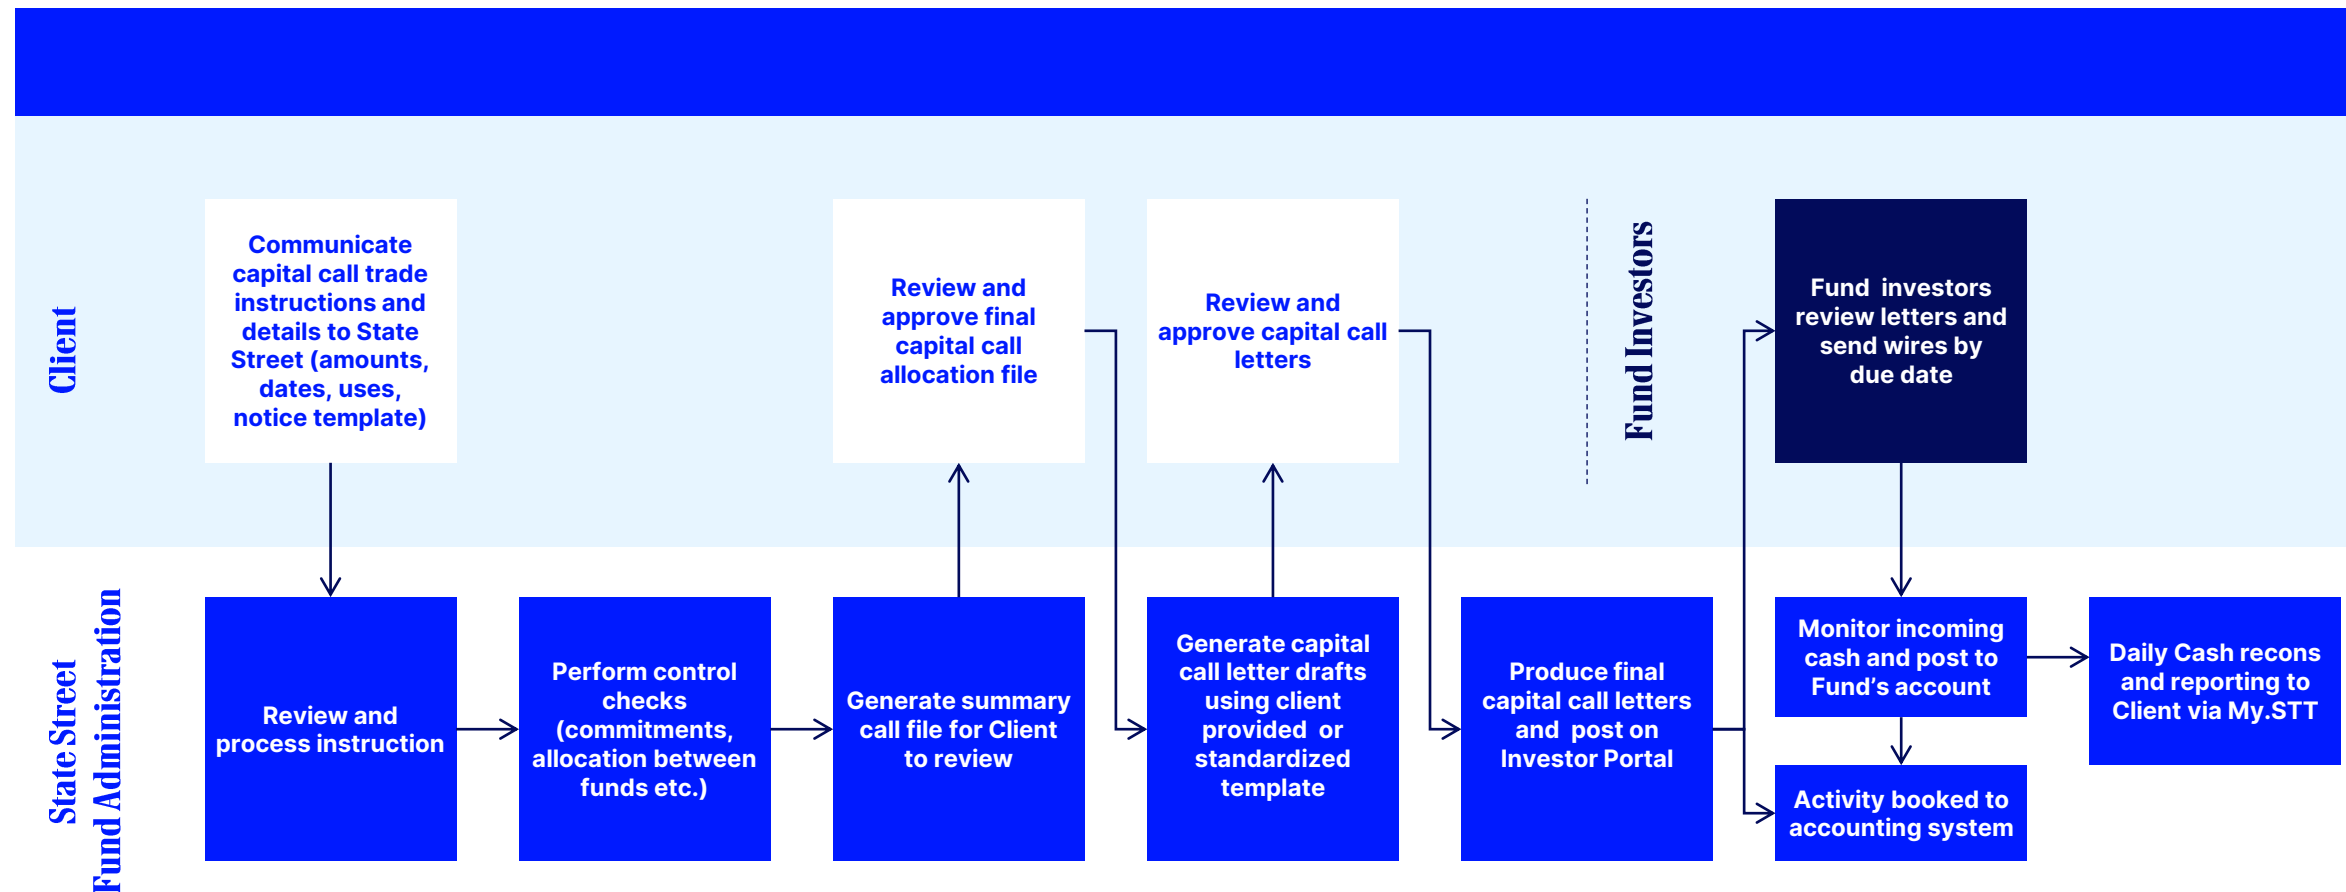 Client
Communicate
capital call trade
instructions and
details to State
Street (amounts,
dates, uses,
notice template)
Review and
approve final
capital call
allocation file
Review and
approve capital call
letters
Fund Investors
Fund investors
review letters and
send wires by
due date
State Street
Fund Administration
Review and
process instruction
Perform control
checks
(commitments,
allocation between
funds etc.)
Generate summary
call file for Client
to review
Generate capital
call letter drafts
using client
provided or
standardized
template
Produce final
capital call letters
and post on
Investor Portal
Monitor incoming
cash and post to
Fund’s account
Activity booked to
accounting system
Daily Cash recons
and reporting to
Client via My.STT